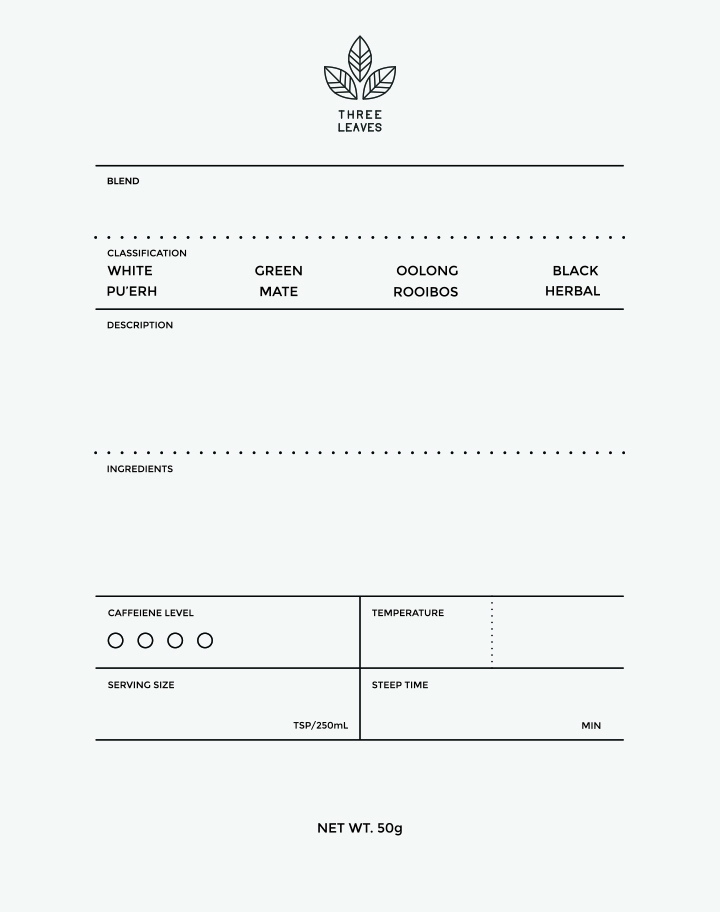 THREE
LEAVES
BLEND
CLASSIFICATION
WHITE GREEN OOLONG BLACK
PU'ERH MATE ROOIBOS HERBAL
DESCRIPTION
INGREDIENTS
CAFFEIENE LEVEL TEMPERATURE
SERVING SIZE STEEP TIME
TSP/250mL MIN
NET WT. 50g